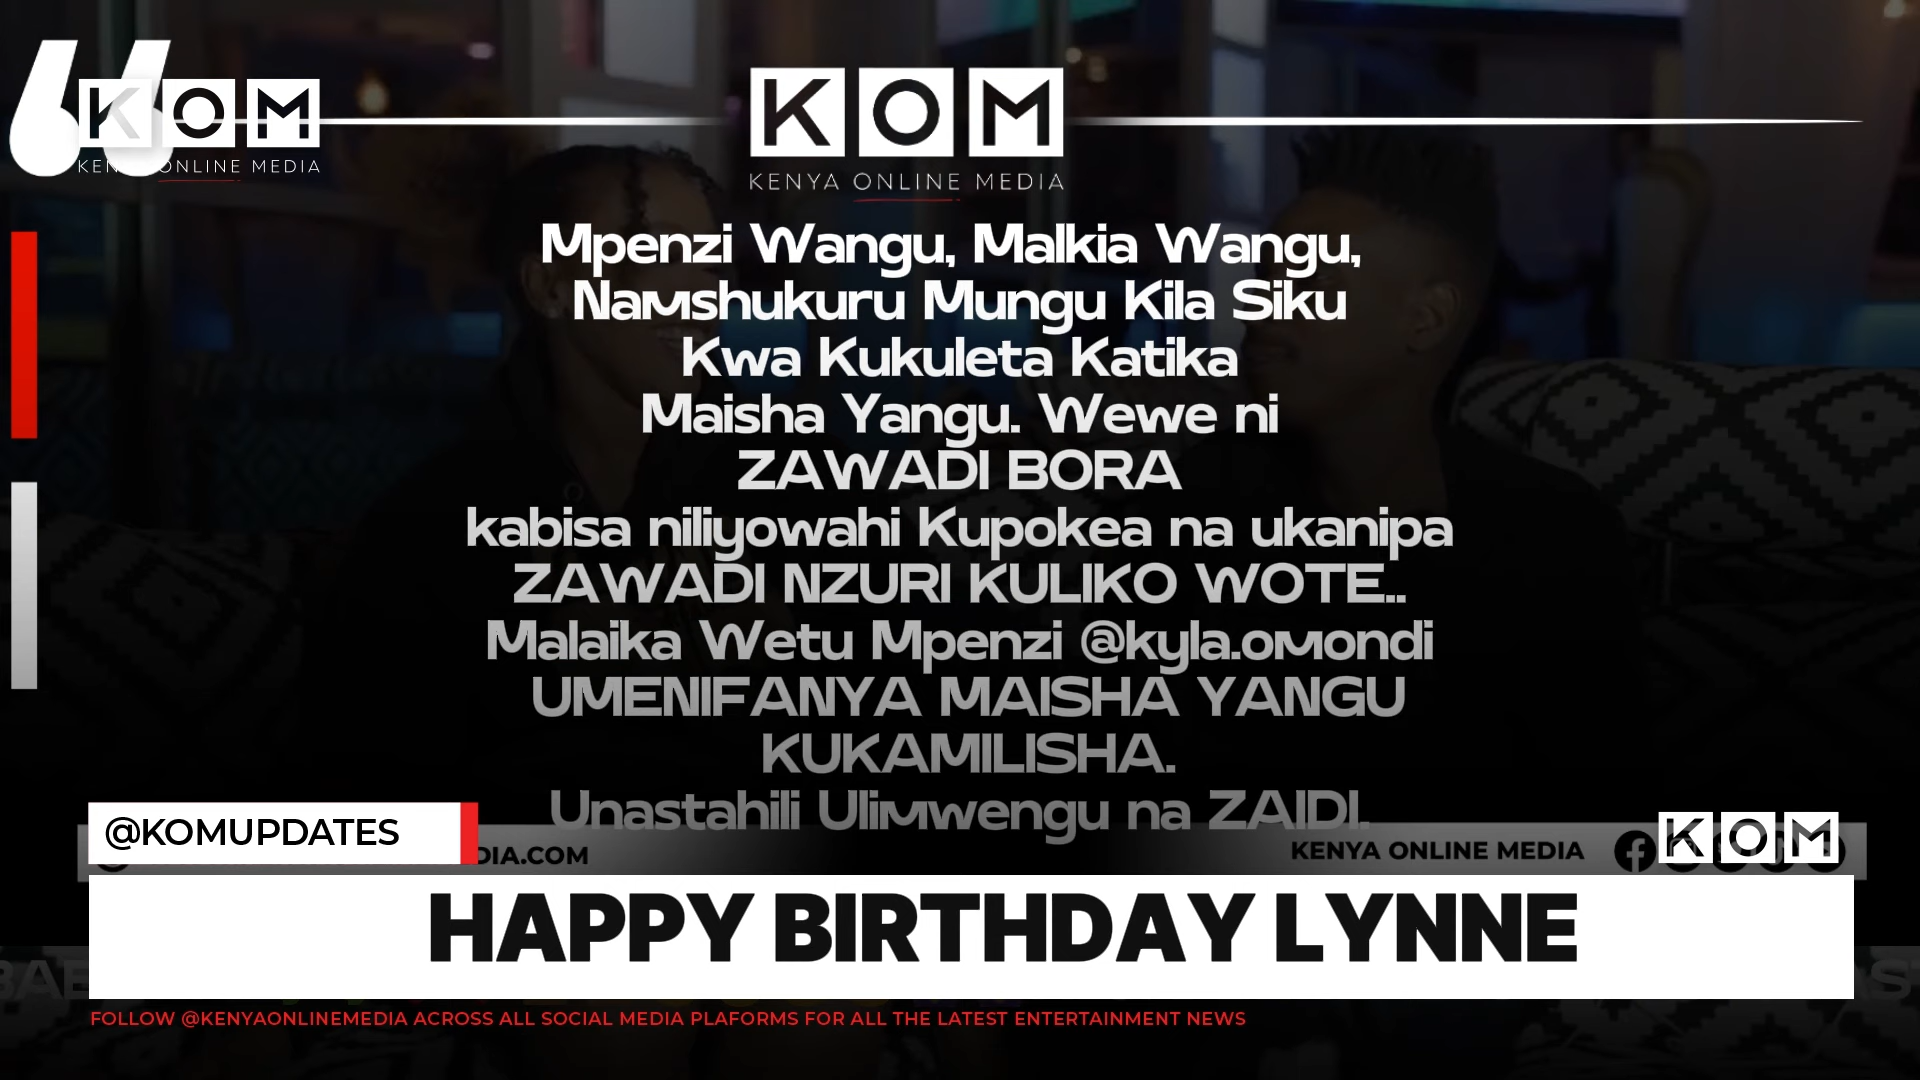 KOM
KENYA ONLINE MEDIA
KOM
KENYA ONLINE MEDIA
Mpenzi Wangu, Malkia Wangu,
Namshukuru Mungu Kila Siku
Kwa Kukuleta Katika
Maisha Yangu. Wewe ni
ZAWADI BORA
kabisa niliyowahi Kupokea na ukanipa
ZAWADI NZURI KULIKO WOTE..
Malaika Wetu Mpenzi @kyla.omondi
UMENIFANYA MAISHA YANGU
KUKAMILISHA.
Unastahili Ulimwengu na ZAIDI.
@KOMUPDATES
DIA.COM
KENYA ONLINE MEDIA
KOM
HAPPY BIRTHDAY LYNNE
FOLLOW @KENYAONLINEMEDIA ACROSS ALL SOCIAL MEDIA PLAFORMS FOR ALL THE LATEST ENTERTAINMENT NEWS